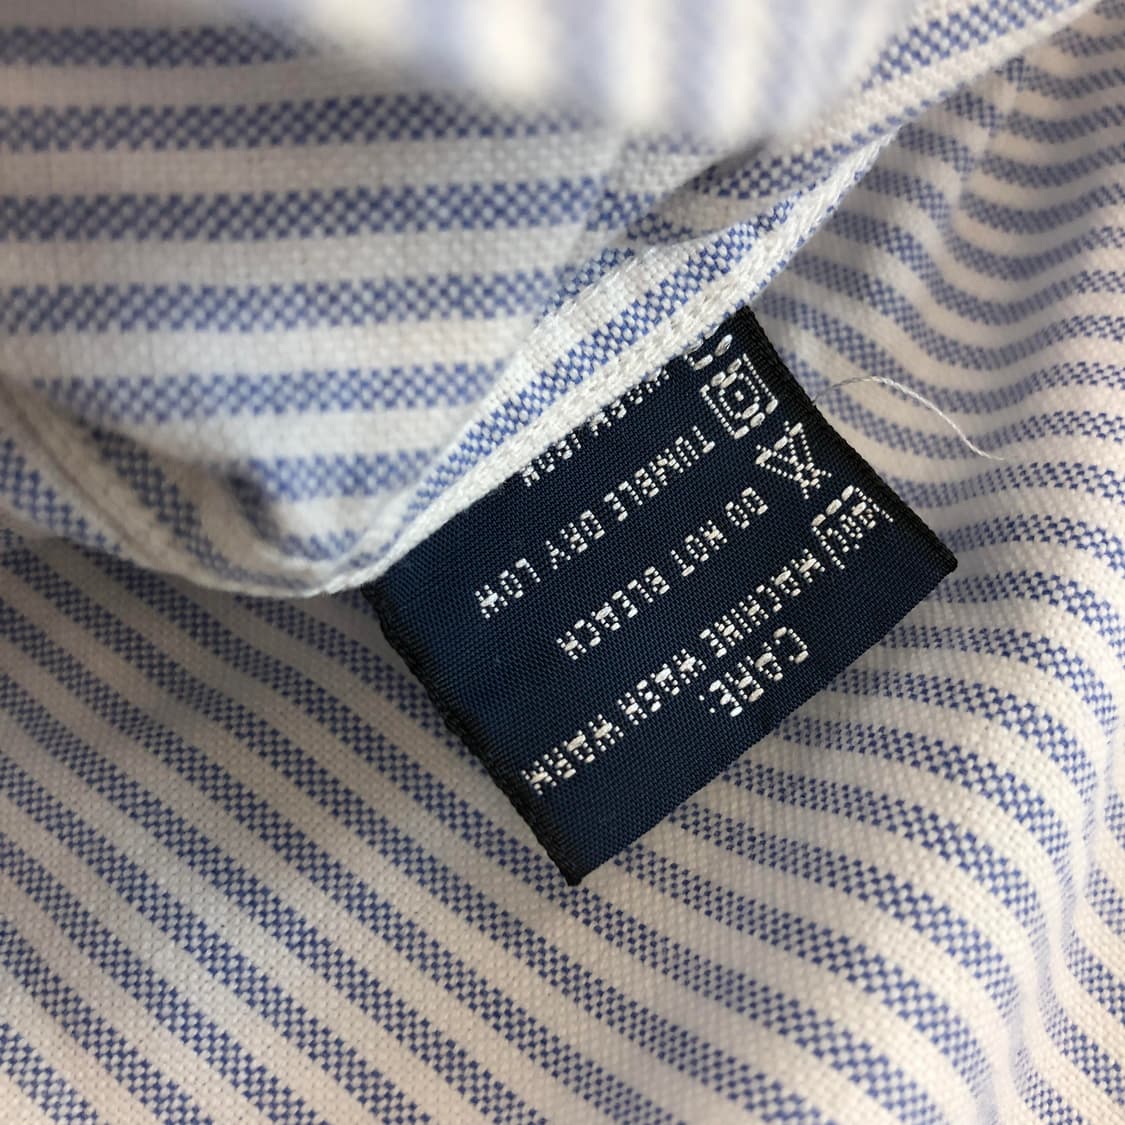 CARE
MACHINE WASH WARM
DO NOT BLEACH
TUMBLE DRY LOW